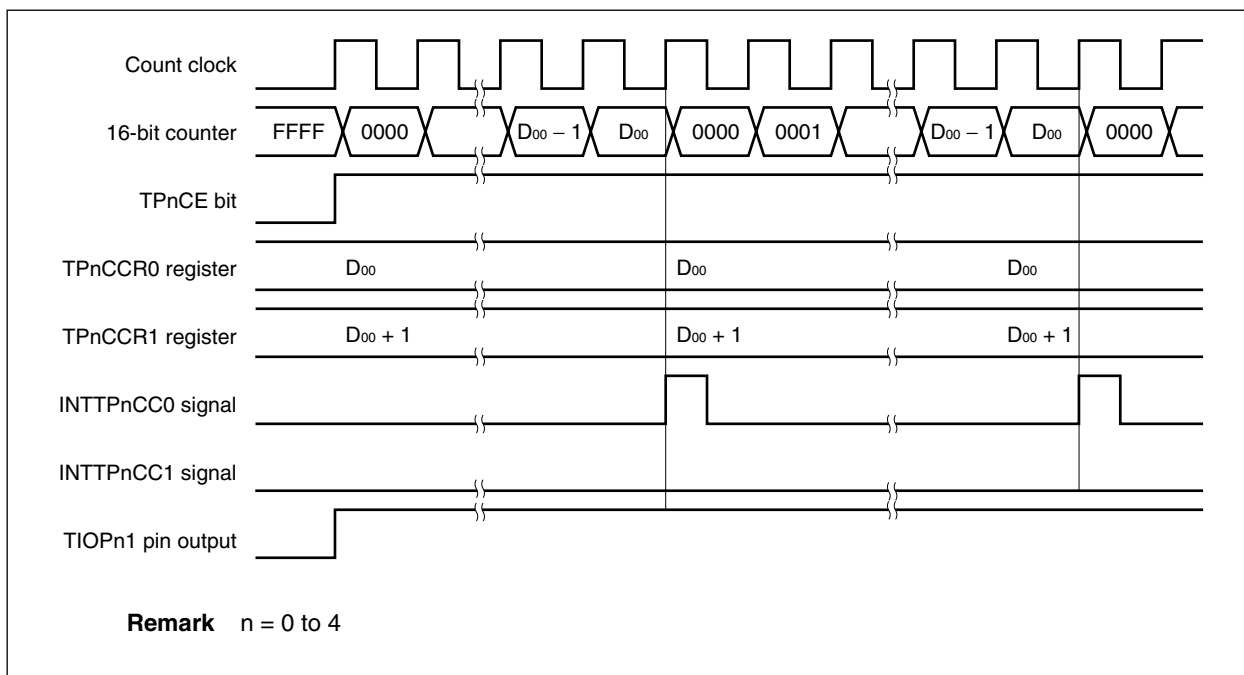 Count clock
16-bit counter FFFF 0000 D00 − 1 D00 0000 0001 D00 − 1 D00 0000
TPnCE bit
TPnCCR0 register D00 D00 D00
TPnCCR1 register D00 + 1 D00 + 1 D00 + 1
INTTPnCC0 signal
INTTPnCC1 signal
TIOPn1 pin output
Remark n = 0 to 4